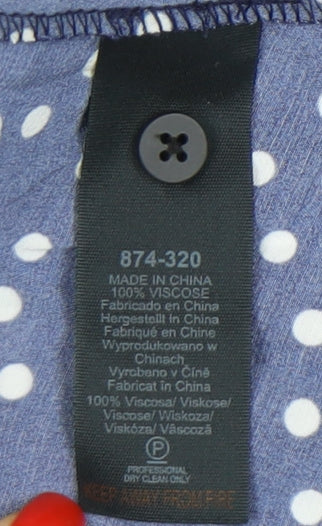 874-320
MADE IN CHINA
100% VISCOSE
Fabricado en China
Hergestellt in China
Fabriqué en Chine
Wyprodukowano w
Chinach
Vyrobeno v Číně
Fabricat în China
100% Viscosa/ Viskose/
Viscose/ Wiskoza/
Viskóza/ Vâscoză
P
PROFESSIONAL
DRY CLEAN ONLY
KEEP AWAY FROM FIRE